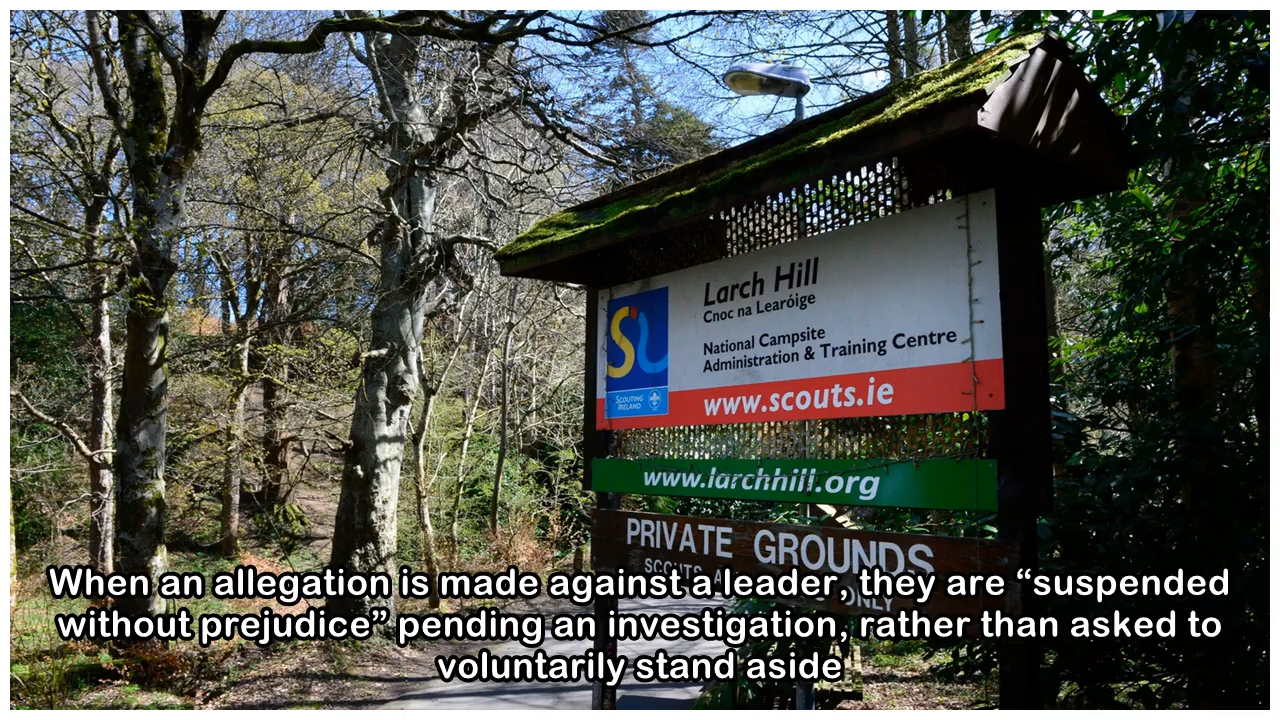 Larch Hill
Cnoc na Learóige
National Campsite
Administration & Training Centre
SCOUTING
IRELAND
www.scouts.ie
www.larchhill.org
PRIVATE GROUNDS
SCOUTS
ONLY
When an allegation is made against a leader, they are “suspended
without prejudice” pending an investigation, rather than asked to
voluntarily stand aside